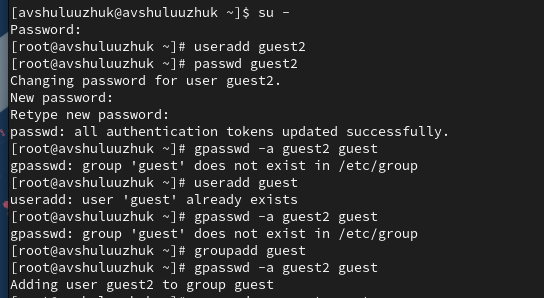 [avshuluuzhuk@avshuluuzhuk ~]$ su -
Password:
[root@avshuluuzhuk ~]# useradd guest2
[root@avshuluuzhuk ~]# passwd guest2
Changing password for user guest2.
New password:
Retype new password:
passwd: all authentication tokens updated successfully.
[root@avshuluuzhuk ~]# gpasswd -a guest2 guest
gpasswd: group 'guest' does not exist in /etc/group
[root@avshuluuzhuk ~]# useradd guest
useradd: user 'guest' already exists
[root@avshuluuzhuk ~]# gpasswd -a guest2 guest
gpasswd: group 'guest' does not exist in /etc/group
[root@avshuluuzhuk ~]# groupadd guest
[root@avshuluuzhuk ~]# gpasswd -a guest2 guest
Adding user guest2 to group guest